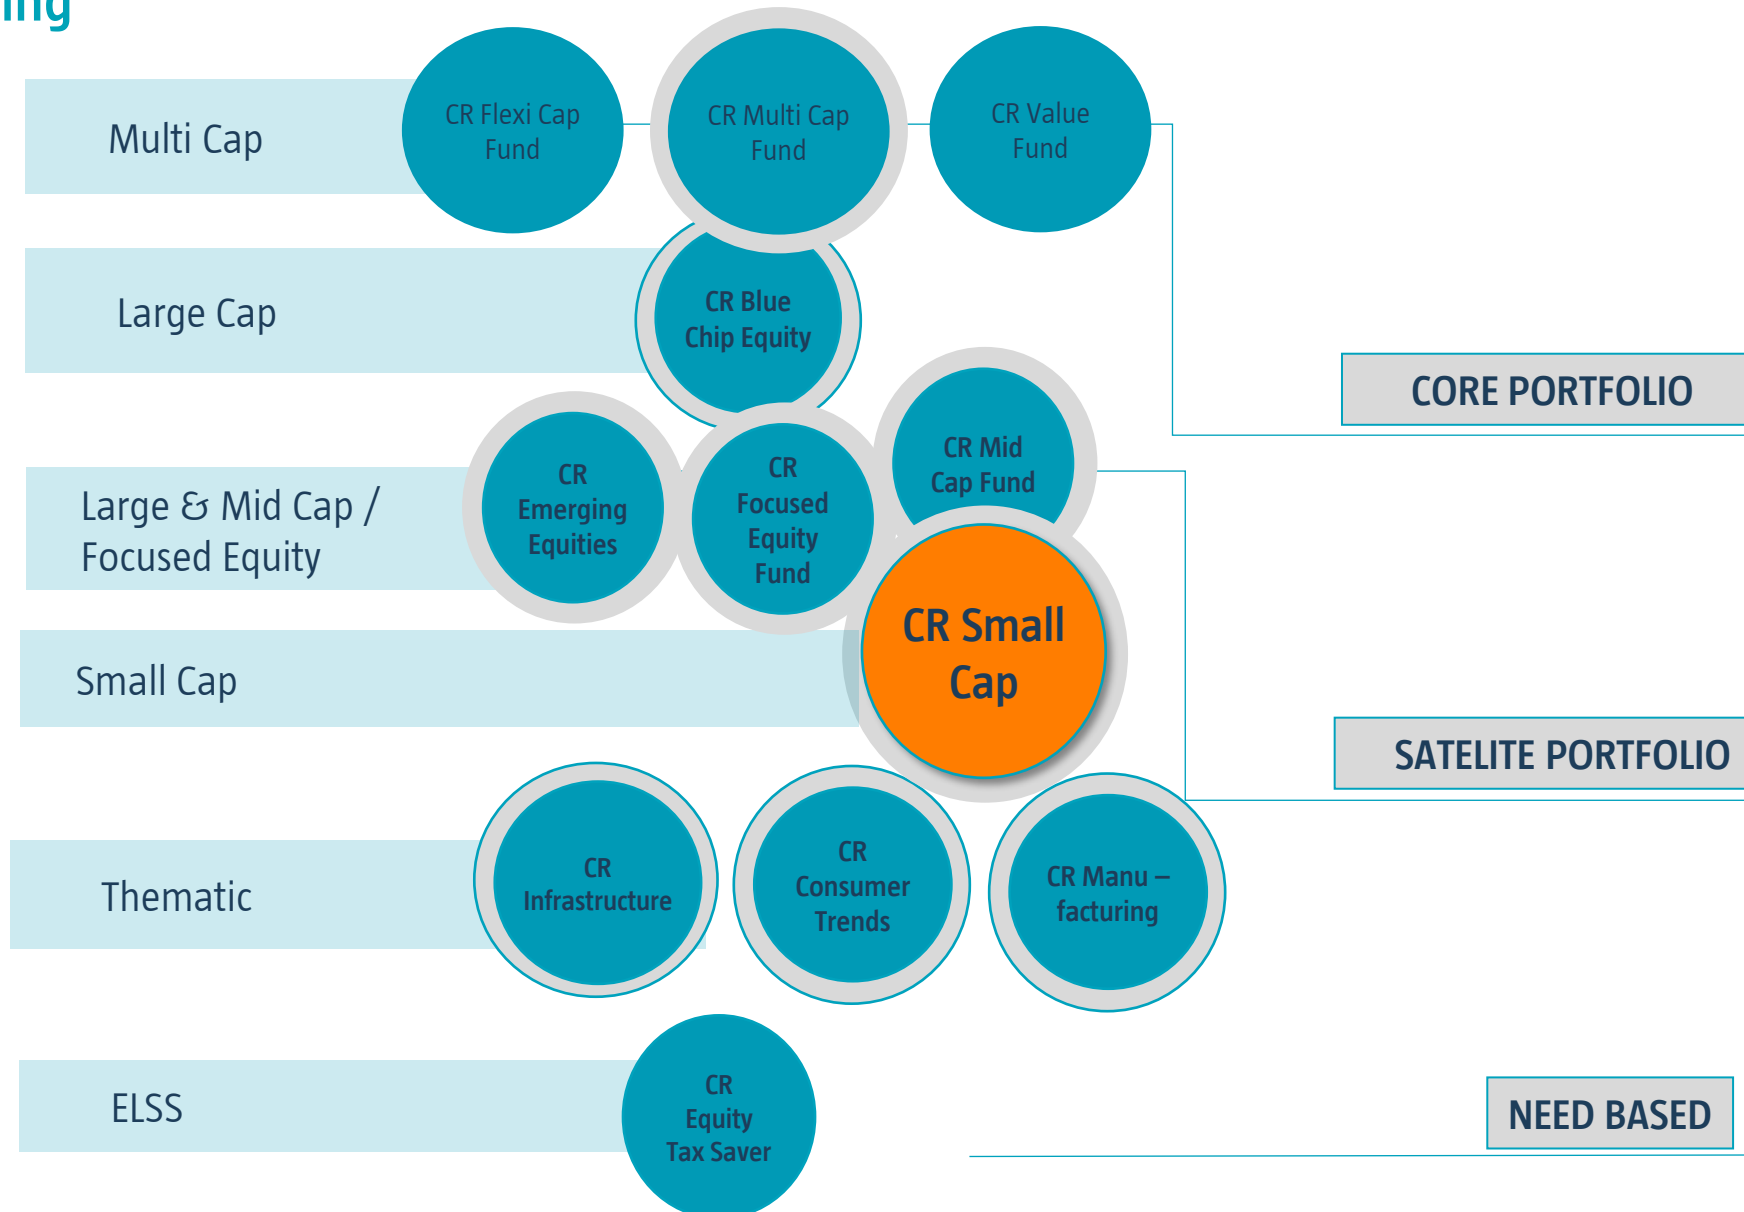 ing
Multi Cap
CR Flexi Cap
Fund
CR Multi Cap
Fund
CR Value
Fund
Large Cap
CR Blue
Chip Equity
CORE PORTFOLIO
Large & Mid Cap /
Focused Equity
CR
Emerging
Equities
CR
Focused
Equity
Fund
CR Mid
Cap Fund
Small Cap
CR Small
Cap
SATELITE PORTFOLIO
Thematic
CR
Infrastructure
CR
Consumer
Trends
CR Manu –
facturing
ELSS
CR
Equity
Tax Saver
NEED BASED